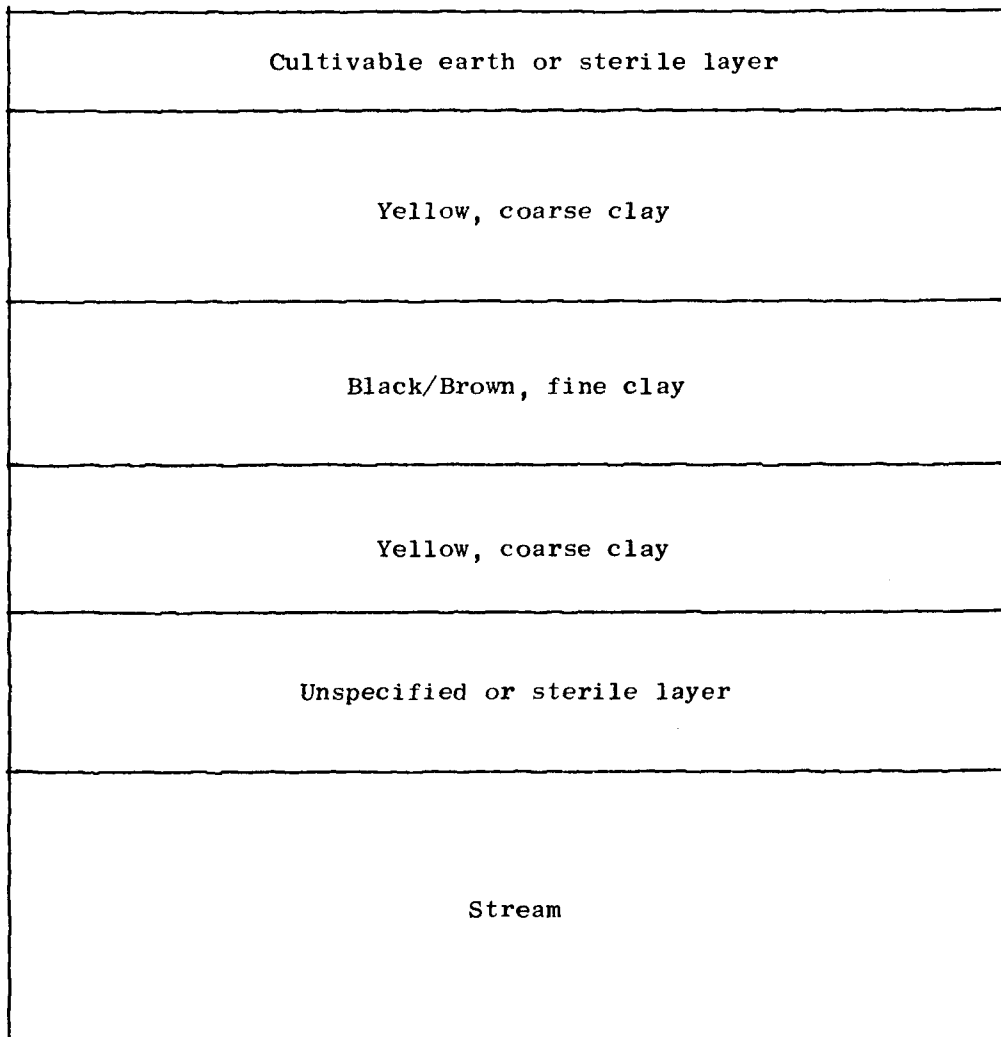 Cultivable earth or sterile layer
Yellow, coarse clay
Black/Brown, fine clay
Yellow, coarse clay
Unspecified or sterile layer
Stream